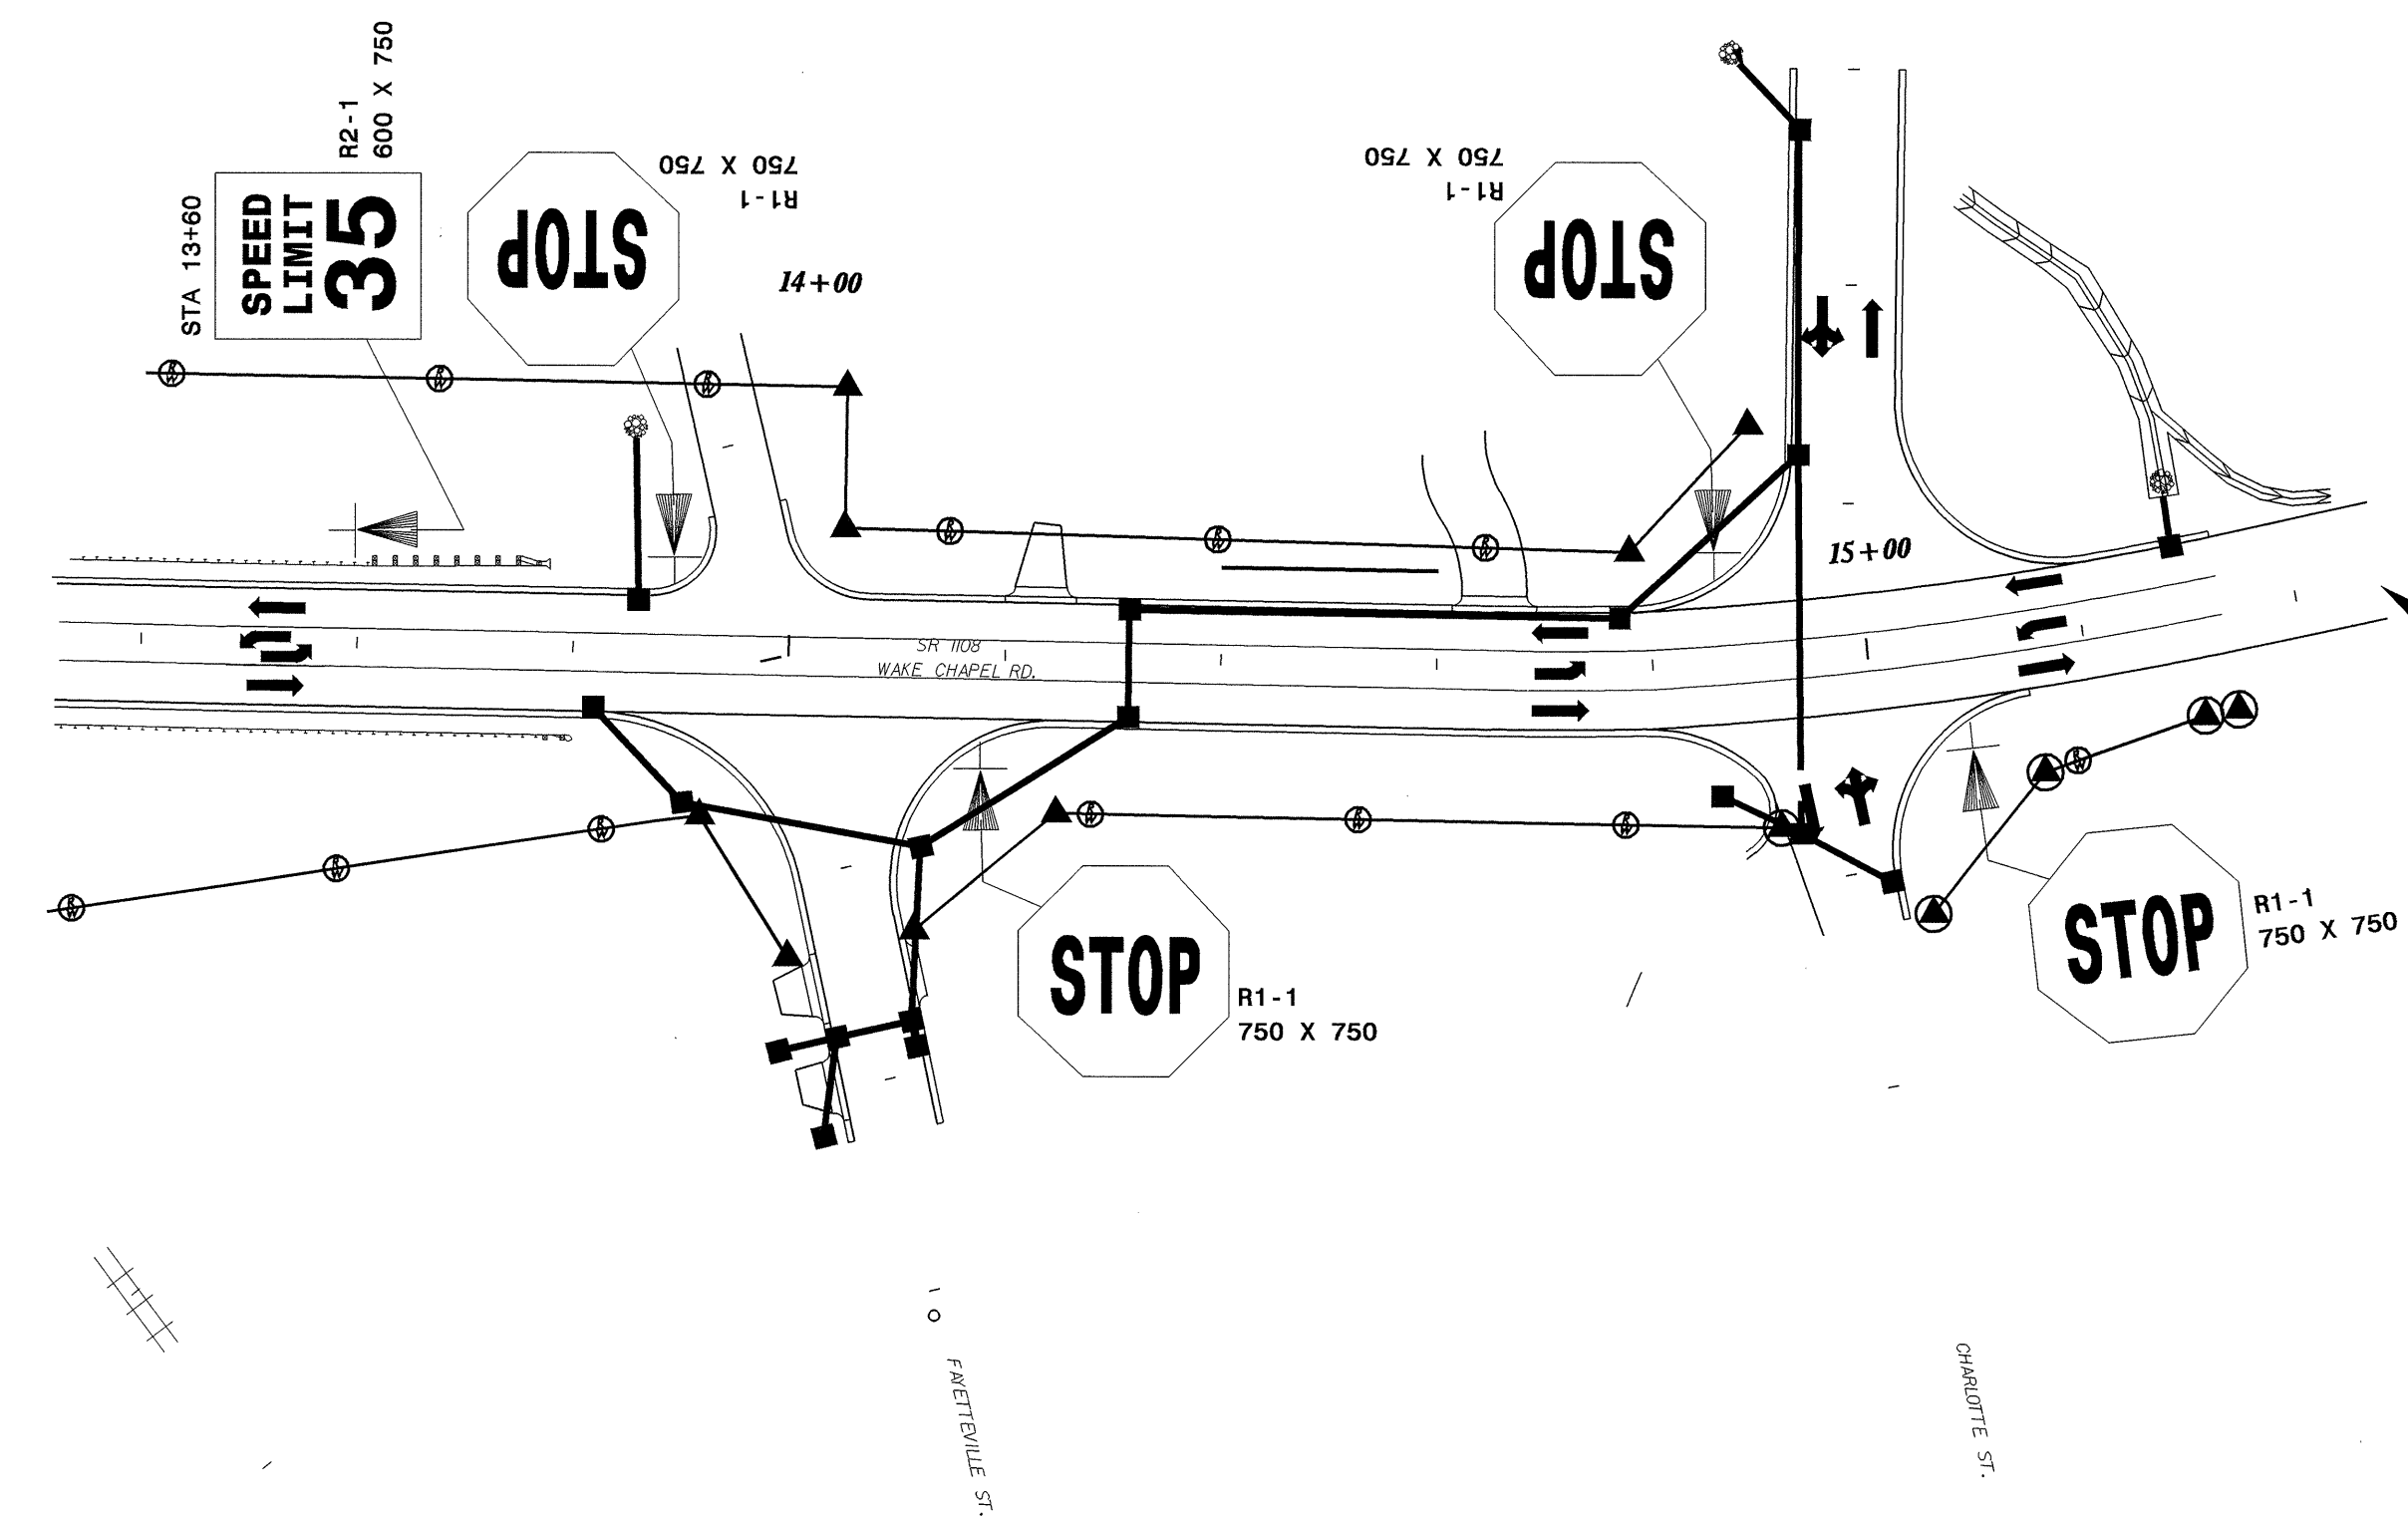 STA 13+60
SPEED
LIMIT
35
R2-1
600 X 750
STOP
R1-1
750 X 750
14+00
STOP
R1-1
750 X 750
15+00
SR 1108
WAKE CHAPEL RD.
STOP
R1-1
750 X 750
STOP
R1-1
750 X 750
FAYETTEVILLE ST.
CHARLOTTE ST.
R/W
R/W
R/W
R/W
R/W
R/W
R/W
R/W
R/W
R/W
R/W
R/W
R/W